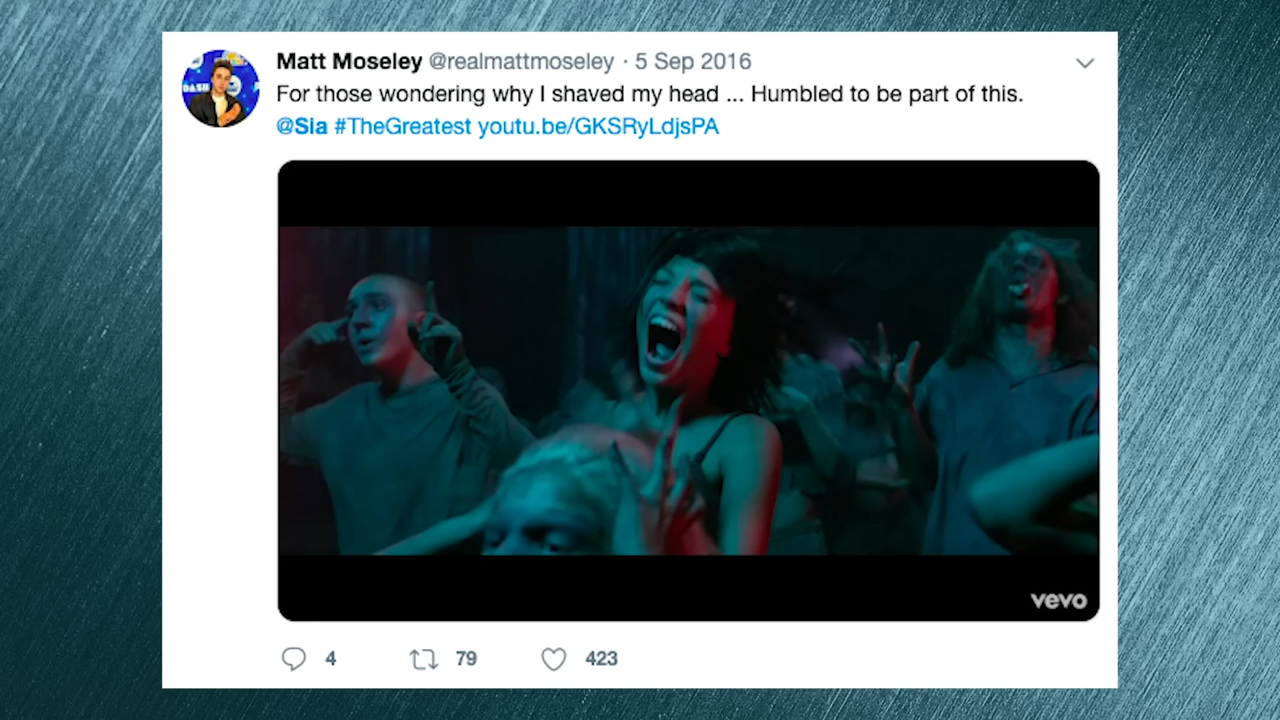 Matt Moseley @realmattmoseley · 5 Sep 2016
For those wondering why I shaved my head ... Humbled to be part of this.
@Sia #TheGreatest youtu.be/GKSRyLdjsPA
DASH
vevo
4 79 423